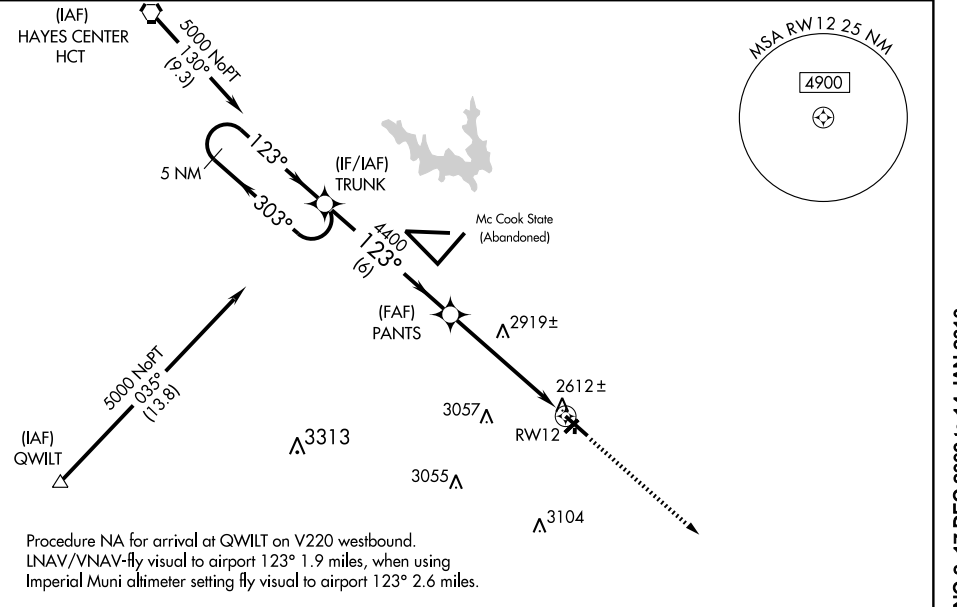 (IAF)
HAYES CENTER
HCT
5000 NoPT
130°
(9.3)
MSA RW12 25 NM
4900
123°
5 NM
303°
(IF/IAF)
TRUNK
Mc Cook State
(Abandoned)
4400
123°
(6)
(FAF)
PANTS
2919±
5000 NoPT
035°
(13.8)
2612±
3057
RW12
(IAF)
QWILT
3313
3055
3104
Procedure NA for arrival at QWILT on V220 westbound.
LNAV/VNAV-fly visual to airport 123° 1.9 miles, when using
Imperial Muni altimeter setting fly visual to airport 123° 2.6 miles.